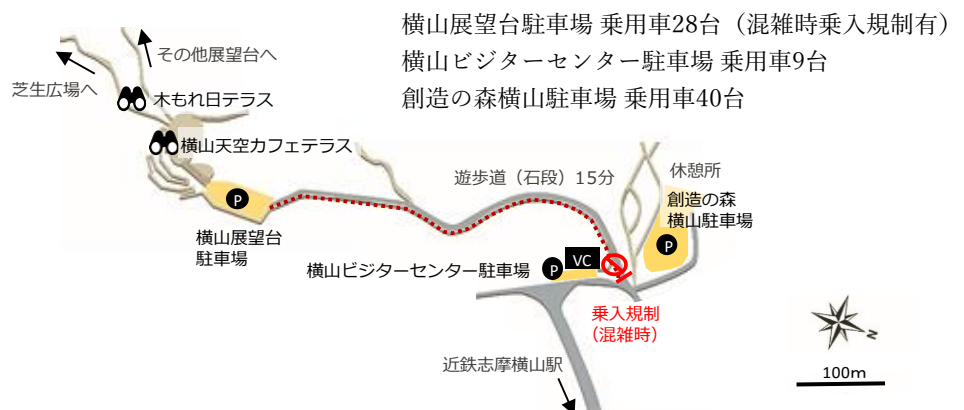 横山展望台駐車場 乗用車28台（混雑時乗入規制有）
横山ビジターセンター駐車場 乗用車9台
創造の森横山駐車場 乗用車40台
その他展望台へ
芝生広場へ
木もれ日テラス
横山天空カフェテラス
遊歩道（石段）15分
休憩所
創造の森
横山駐車場
P
P
横山展望台
駐車場
横山ビジターセンター駐車場
P
VC
乗入規制
（混雑時）
近鉄志摩横山駅
N
100m